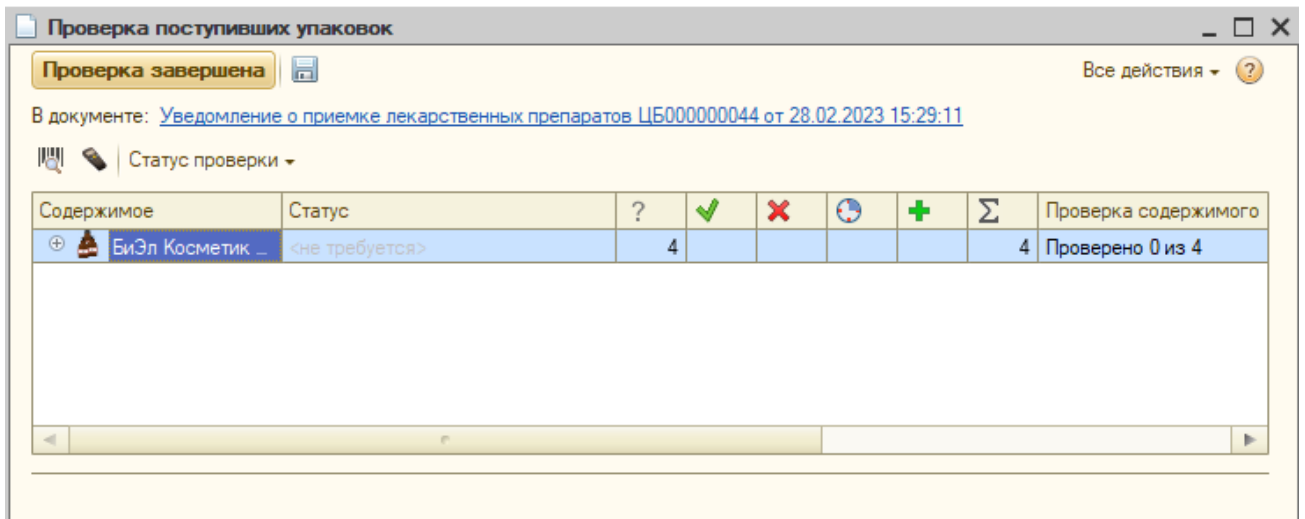 Проверка поступивших упаковок
Проверка завершена Все действия ?
В документе: Уведомление о приемке лекарственных препаратов ЦБ000000044 от 28.02.2023 15:29:11
Статус проверки
Содержимое Статус ? Σ Проверка содержимого
БиЭл Косметик ... <не требуется> 4 4 Проверено 0 из 4